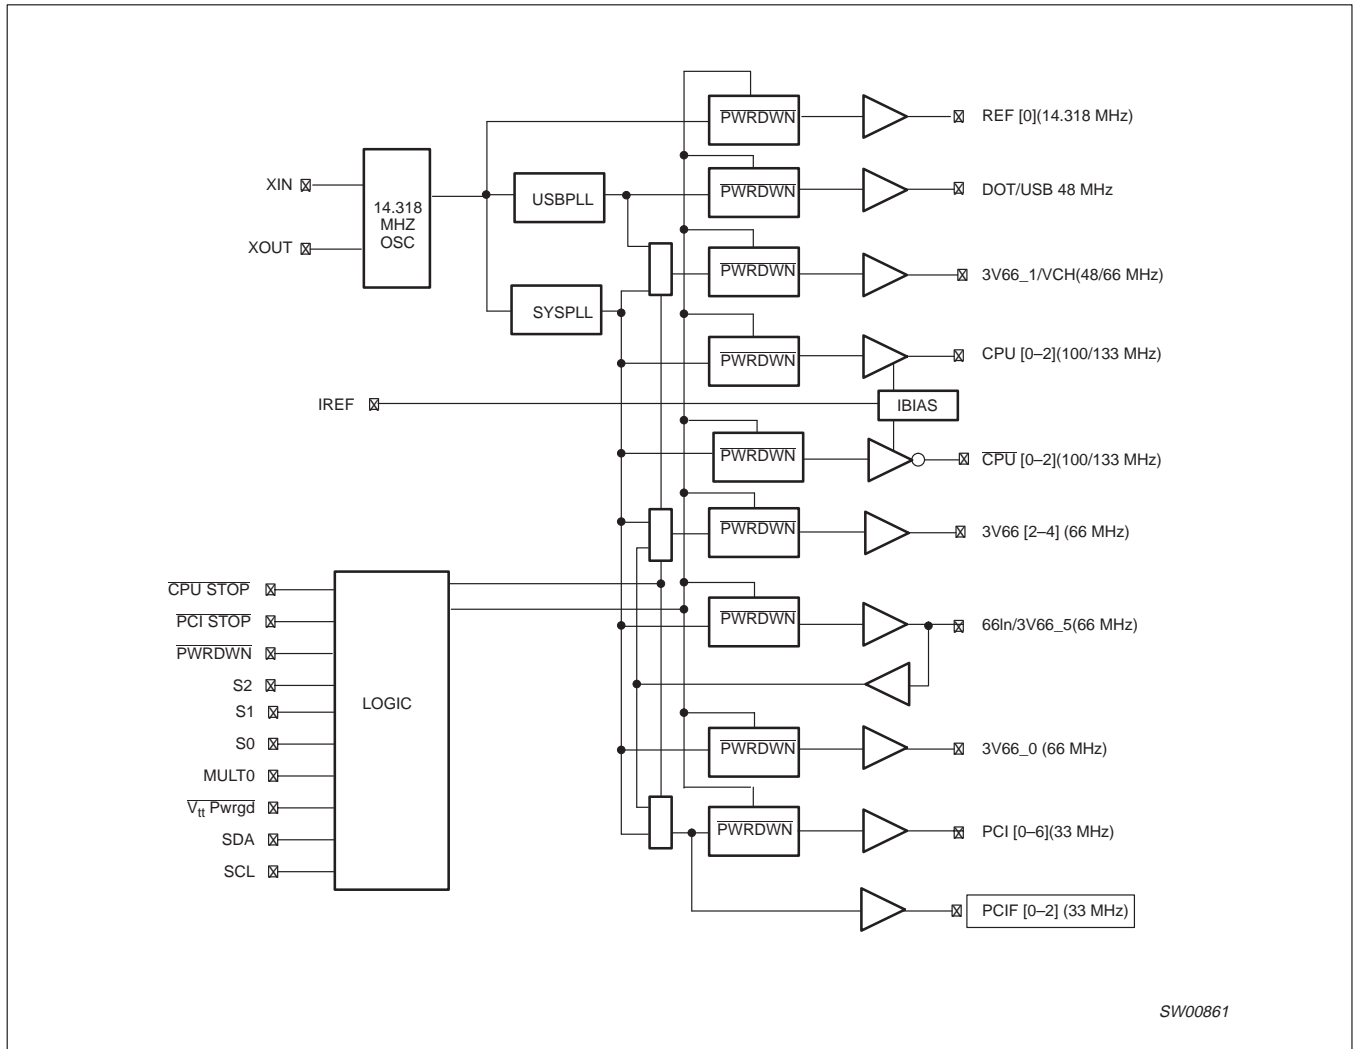 PWRDWN
REF [0](14.318 MHz)
XIN
14.318
MHZ
OSC
XOUT
USBPLL
PWRDWN
DOT/USB 48 MHz
PWRDWN
3V66_1/VCH(48/66 MHz)
SYSPLL
PWRDWN
CPU [0–2](100/133 MHz)
IREF
IBIAS
PWRDWN
CPU [0–2](100/133 MHz)
PWRDWN
3V66 [2–4] (66 MHz)
CPU STOP
PCI STOP
PWRDWN
S2
S1
S0
MULT0
Vtt Pwrgd
SDA
SCL
LOGIC
PWRDWN
66In/3V66_5(66 MHz)
PWRDWN
3V66_0 (66 MHz)
PWRDWN
PCI [0–6](33 MHz)
PCIF [0–2] (33 MHz)
SW00861